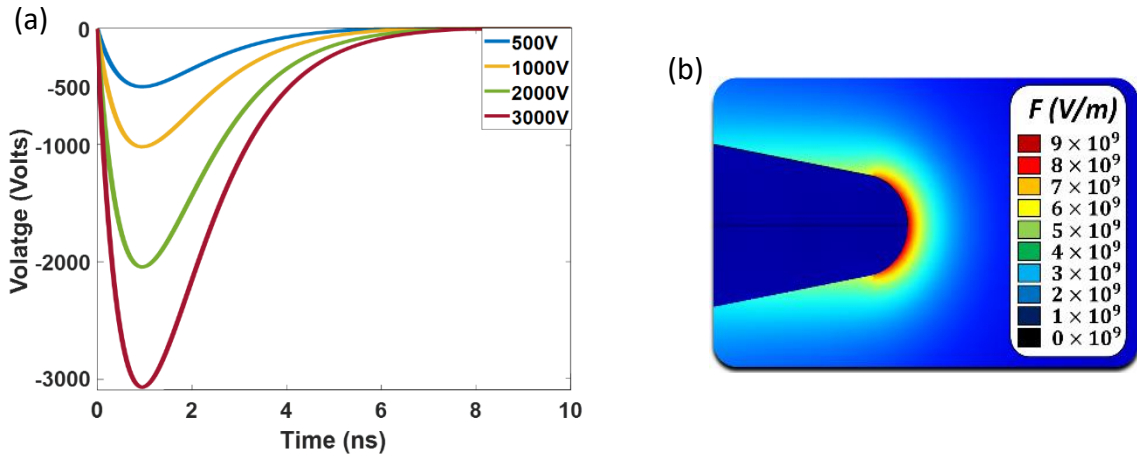 (a)
0
-500
-1000
-2000
-3000
Volatge (Volts)
0 2 4 6 8 10
Time (ns)
500V
1000V
2000V
3000V
(b)
F (V/m)
9 × 10⁹
8 × 10⁹
7 × 10⁹
6 × 10⁹
5 × 10⁹
4 × 10⁹
3 × 10⁹
2 × 10⁹
1 × 10⁹
0 × 10⁹